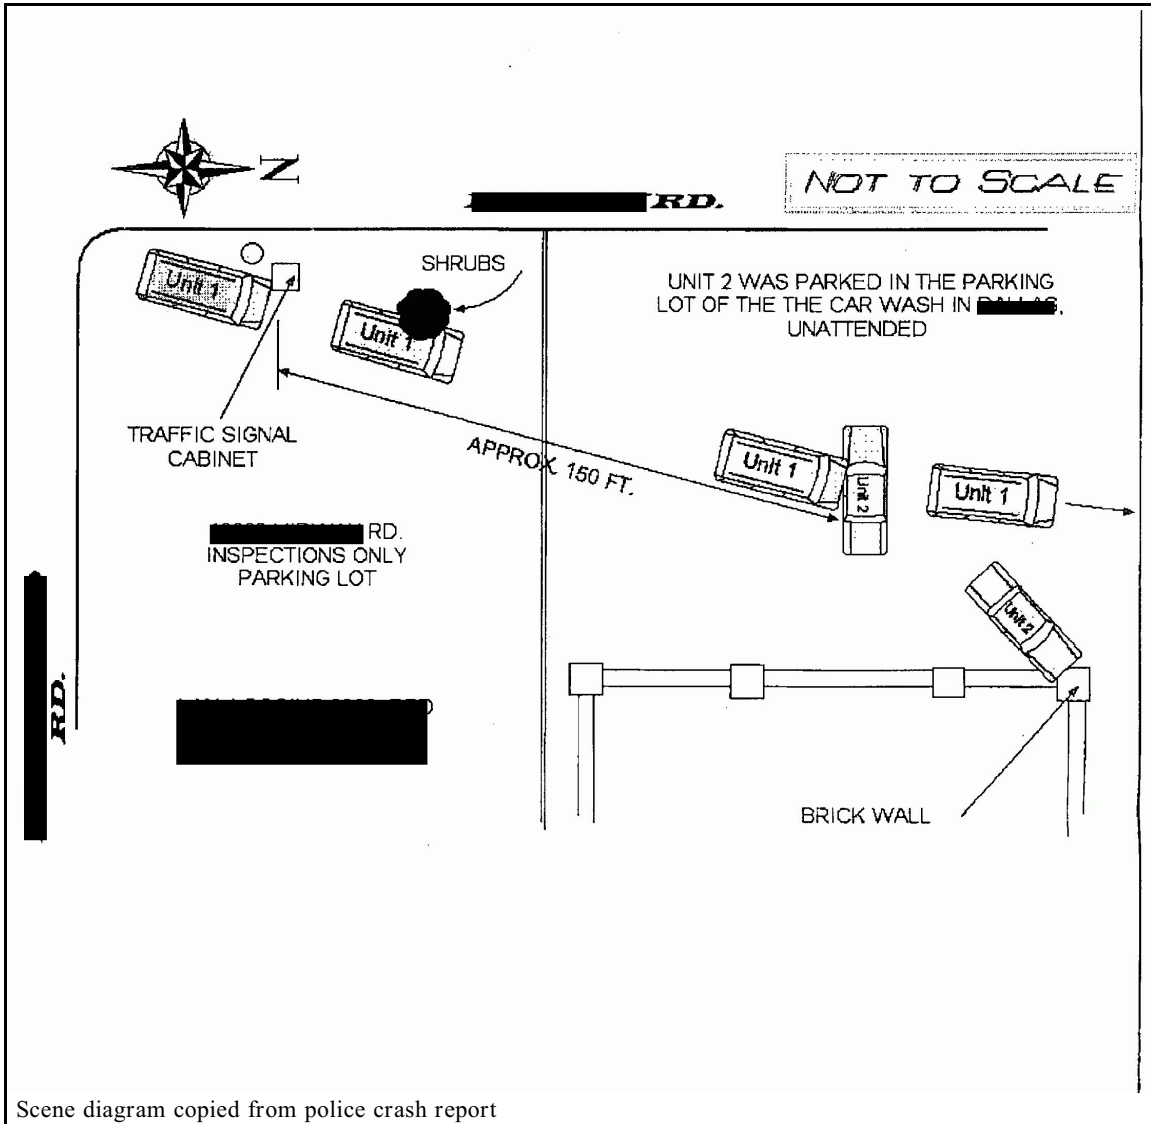 N
RD.
NOT TO SCALE
Unit 1
SHRUBS
Unit 1
UNIT 2 WAS PARKED IN THE PARKING
LOT OF THE THE CAR WASH IN
UNATTENDED
TRAFFIC SIGNAL
CABINET
APPROX. 150 FT.
Unit 1
Unit 2
Unit 1
RD.
INSPECTIONS ONLY
PARKING LOT
Unit 2
RD.
BRICK WALL
Scene diagram copied from police crash report